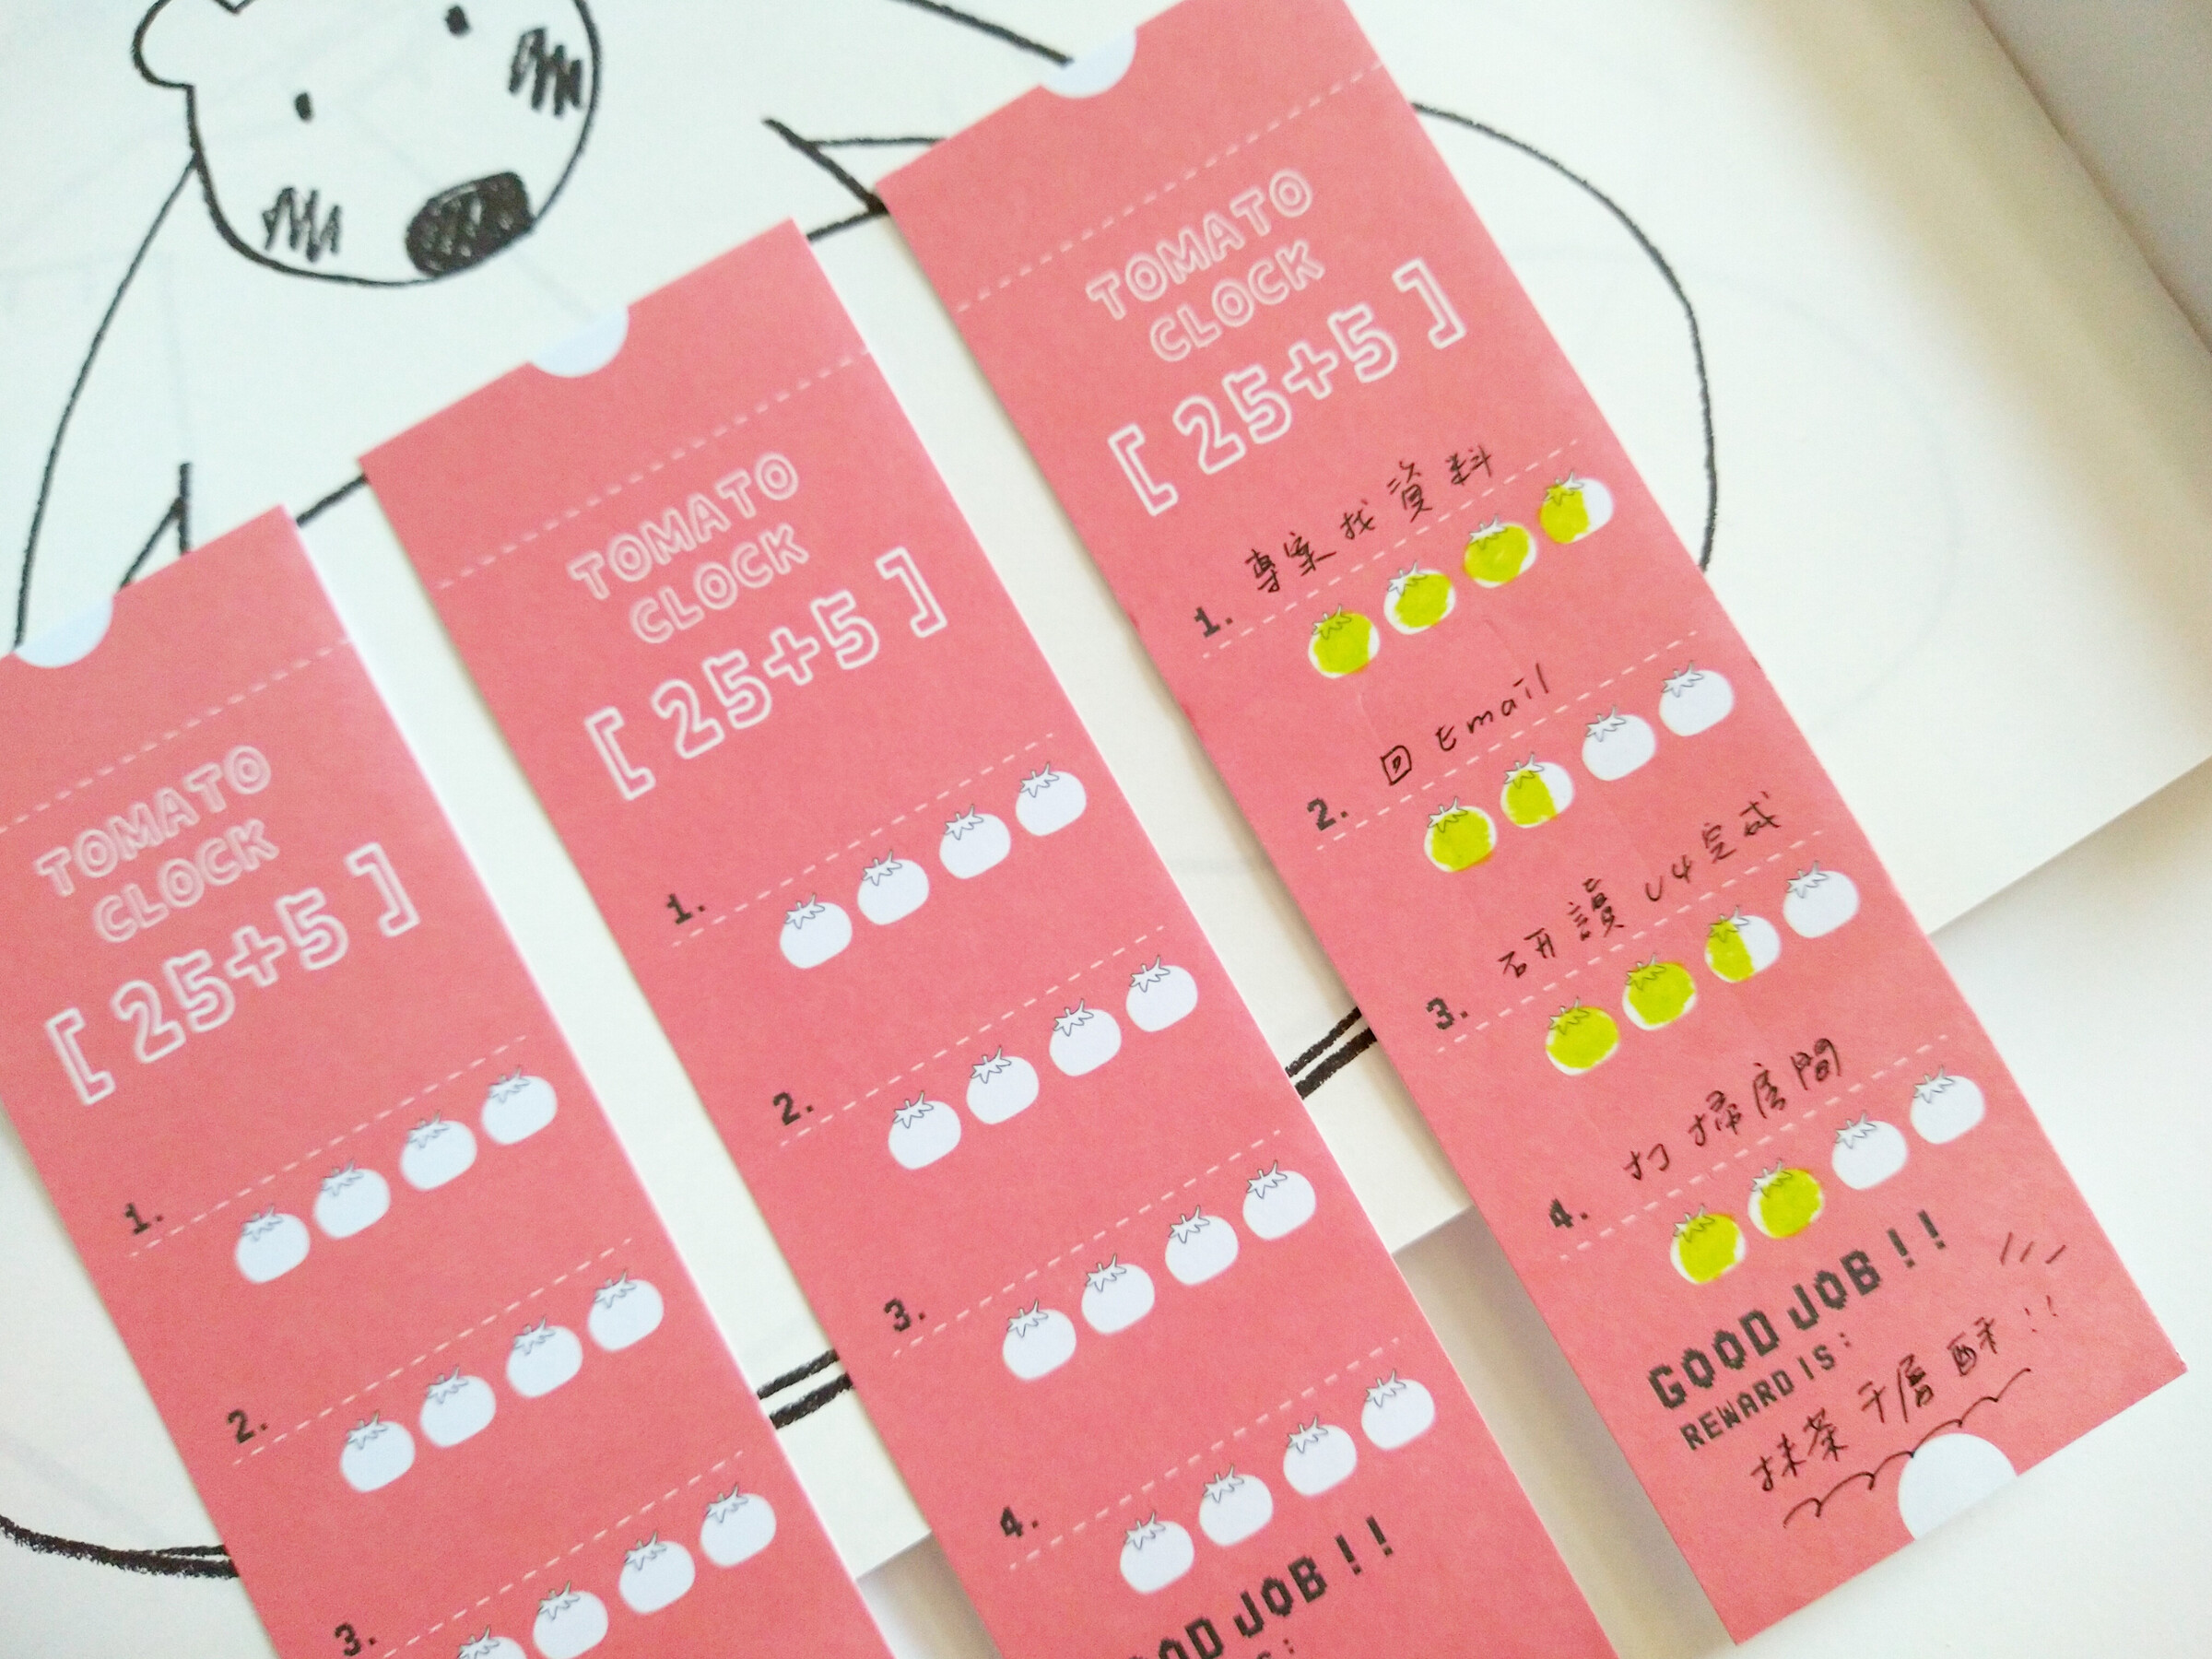 TOMATO
CLOCK
[ 25+5 ]
1.
2.
3.
TOMATO
CLOCK
[ 25+5 ]
1.
2.
3.
4.
OOD JOB !!
S:
TOMATO
CLOCK
[ 25+5 ]
1. 專案找資料
2. 回 Email
3. 研讀 U4 完成
4. 打掃房間
GOOD JOB !!
REWARD IS:
抹茶千層酥!!